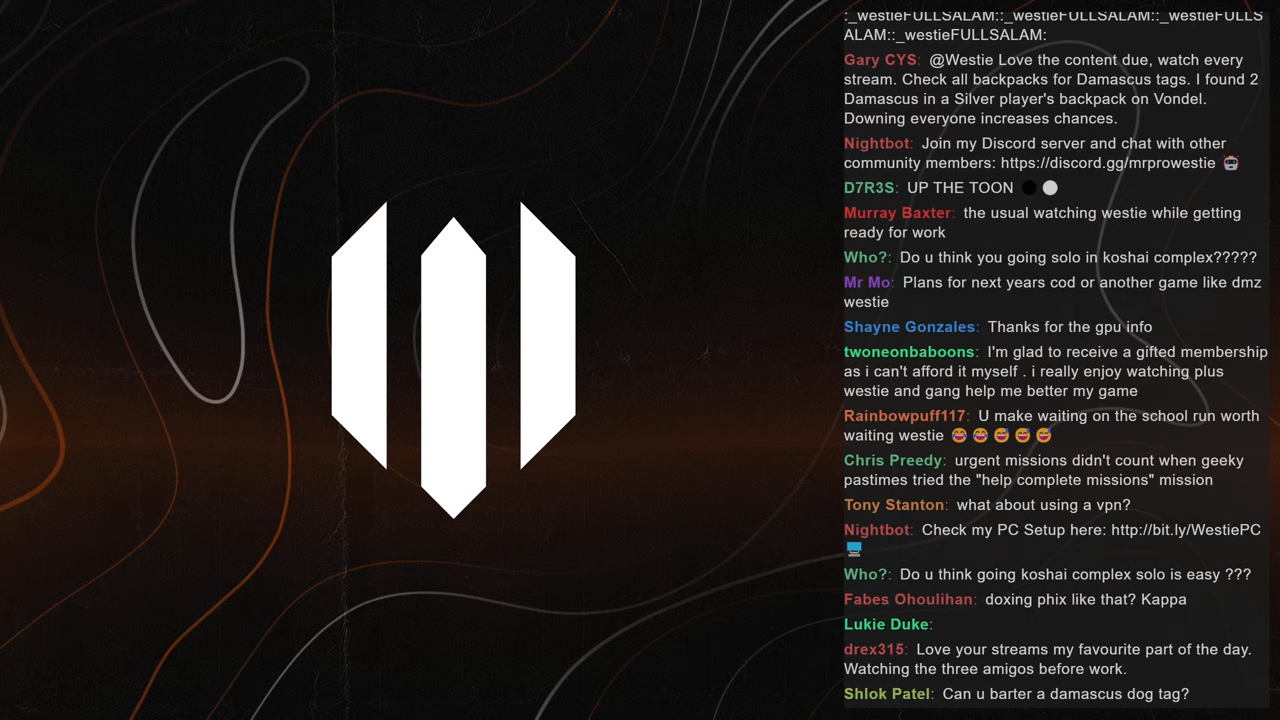 :_westieFULLSALAM::_westieFULLSALAM::_westieFULLS
ALAM::_westieFULLSALAM:
Gary CYS: @Westie Love the content due, watch every
stream. Check all backpacks for Damascus tags. I found 2
Damascus in a Silver player's backpack on Vondel.
Downing everyone increases chances.
Nightbot: Join my Discord server and chat with other
community members: https://discord.gg/mrprowestie 🤖
D7R3S: UP THE TOON ⚫ ⚪
Murray Baxter: the usual watching westie while getting
ready for work
Who?: Do u think you going solo in koshai complex?????
Mr Mo: Plans for next years cod or another game like dmz
westie
Shayne Gonzales: Thanks for the gpu info
twoneonbaboons: I'm glad to receive a gifted membership
as i can't afford it myself . i really enjoy watching plus
westie and gang help me better my game
Rainbowpuff117: U make waiting on the school run worth
waiting westie 😂 😂 😅 😅 😅
Chris Preedy: urgent missions didn't count when geeky
pastimes tried the "help complete missions" mission
Tony Stanton: what about using a vpn?
Nightbot: Check my PC Setup here: http://bit.ly/WestiePC
🖥️
Who?: Do u think going koshai complex solo is easy ???
Fabes Ohoulihan: doxing phix like that? Kappa
Lukie Duke:
drex315: Love your streams my favourite part of the day.
Watching the three amigos before work.
Shlok Patel: Can u barter a damascus dog tag?